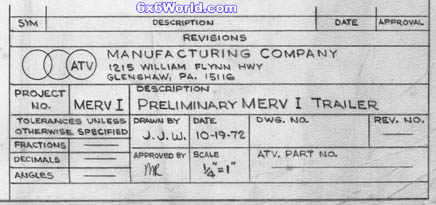 6x6World.com
SYM DESCRIPTION DATE APPROVAL
REVISIONS
ATV MANUFACTURING COMPANY
1215 WILLIAM FLYNN HWY
GLENSHAW, PA. 15116
PROJECT NO. MERV I
DESCRIPTION
PRELIMINARY MERV I TRAILER
TOLERANCES UNLESS OTHERWISE SPECIFIED
FRACTIONS
DECIMALS
ANGLES
DRAWN BY
J.J.W.
DATE
10-19-72
DWG. NO.
REV. NO.
APPROVED BY
MR
SCALE
1/4"=1"
ATV. PART NO.